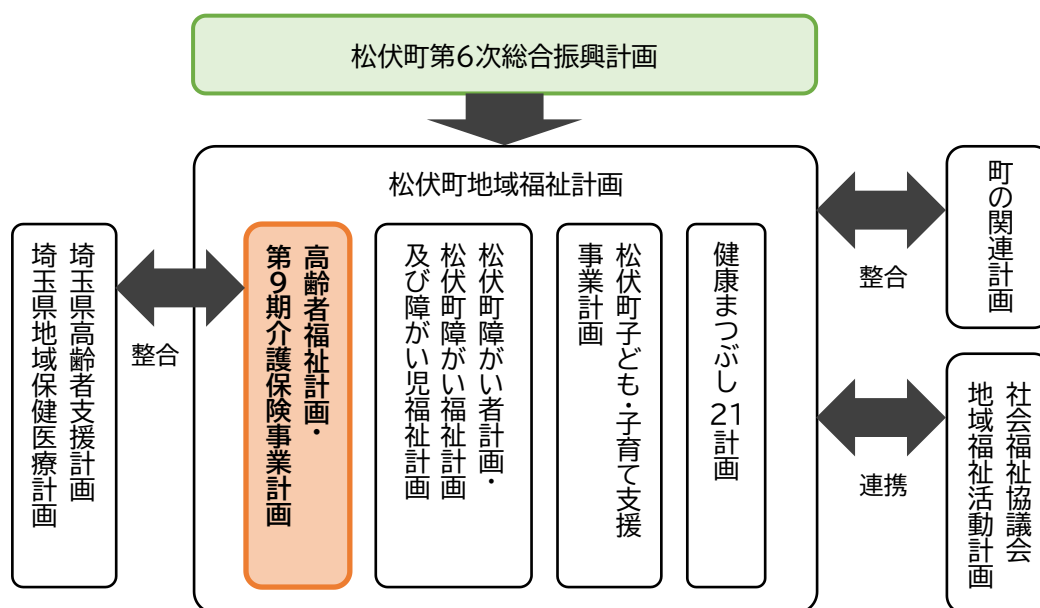 松伏町第6次総合振興計画
松伏町地域福祉計画
埼玉県高齢者支援計画
埼玉県地域保健医療計画
整合
高齢者福祉計画・
第9期介護保険事業計画
松伏町障がい者計画・
松伏町障がい福祉計画
及び障がい児福祉計画
松伏町子ども・子育て支援
事業計画
健康まつぶし21計画
整合
町の関連計画
連携
社会福祉協議会
地域福祉活動計画